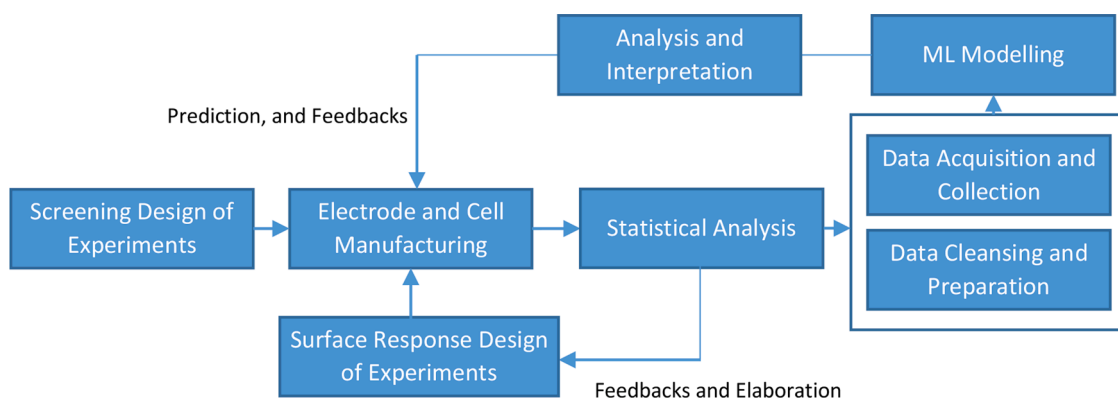 Analysis and
Interpretation
ML Modelling
Prediction, and Feedbacks
Data Acquisition and
Collection
Screening Design of
Experiments
Electrode and Cell
Manufacturing
Statistical Analysis
Data Cleansing and
Preparation
Surface Response Design
of Experiments
Feedbacks and Elaboration